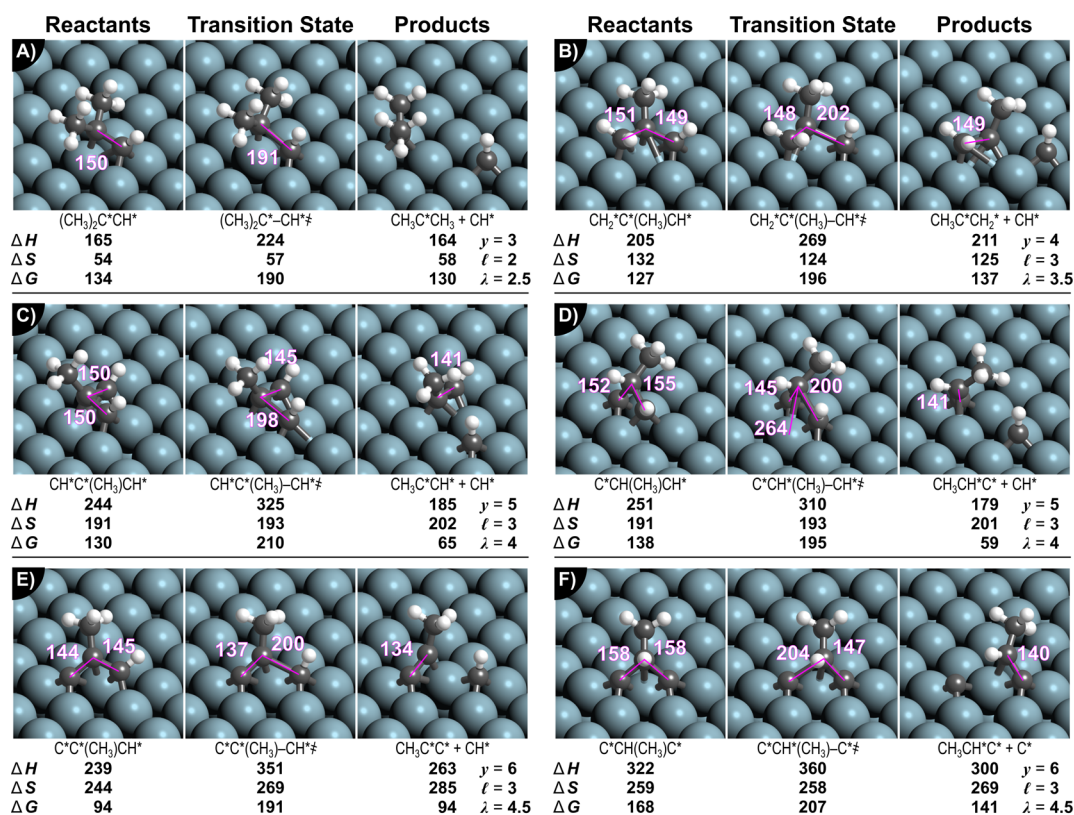 Reactants Transition State Products Reactants Transition State Products
A) B)
150 191 151 149 148 202 149
(CH₃)₂C*CH* (CH₃)₂C*–CH*‡ CH₃C*CH₃ + CH* CH₂*C*(CH₃)CH* CH₂*C*(CH₃)–CH*‡ CH₃C*CH₂* + CH*
ΔH 165 224 164 y = 3 ΔH 205 269 211 y = 4
ΔS 54 57 58 ℓ = 2 ΔS 132 124 125 ℓ = 3
ΔG 134 190 130 λ = 2.5 ΔG 127 196 137 λ = 3.5
C) D)
150 150 145 198 141 152 155 145 200 264 141
CH*C*(CH₃)CH* CH*C*(CH₃)–CH*‡ CH₃C*CH* + CH* C*CH(CH₃)CH* C*CH*(CH₃)–CH*‡ CH₃CH*C* + CH*
ΔH 244 325 185 y = 5 ΔH 251 310 179 y = 5
ΔS 191 193 202 ℓ = 3 ΔS 191 193 201 ℓ = 3
ΔG 130 210 65 λ = 4 ΔG 138 195 59 λ = 4
E) F)
144 145 137 200 134 158 158 204 147 140
C*C*(CH₃)CH* C*C*(CH₃)–CH*‡ CH₃C*C* + CH* C*CH(CH₃)C* C*CH*(CH₃)–C*‡ CH₃CH*C* + C*
ΔH 239 351 263 y = 6 ΔH 322 360 300 y = 6
ΔS 244 269 285 ℓ = 3 ΔS 259 258 269 ℓ = 3
ΔG 94 191 94 λ = 4.5 ΔG 168 207 141 λ = 4.5